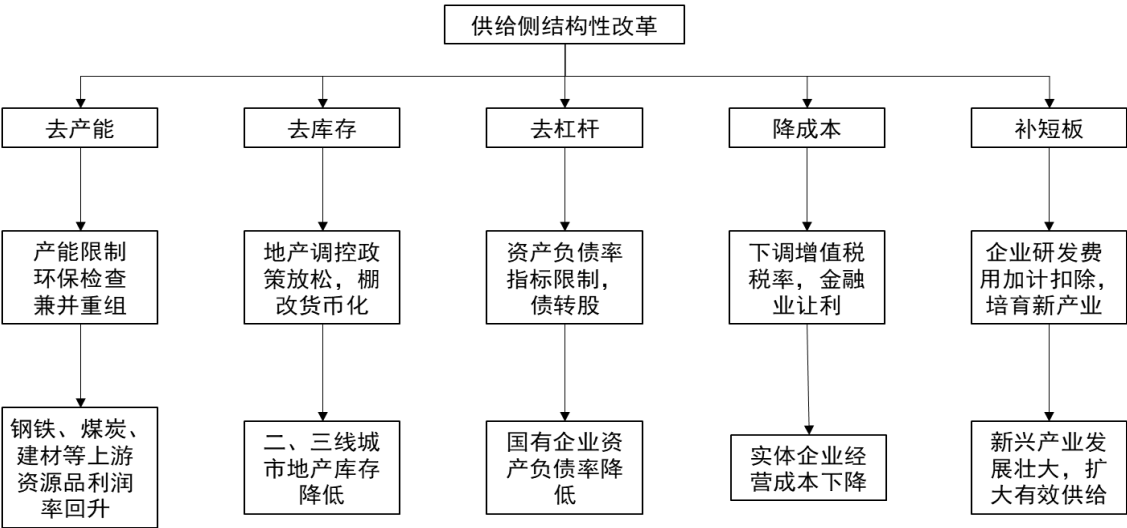 供给侧结构性改革
去产能
去库存
去杠杆
降成本
补短板
产能限制
环保检查
兼并重组
地产调控政
策放松，棚
改货币化
资产负债率
指标限制，
债转股
下调增值税
税率，金融
业让利
企业研发费
用加计扣除，
培育新产业
钢铁、煤炭、
建材等上游
资源品利润
率回升
二、三线城
市地产库存
降低
国有企业资
产负债率降
低
实体企业经
营成本下降
新兴产业发
展壮大，扩
大有效供给